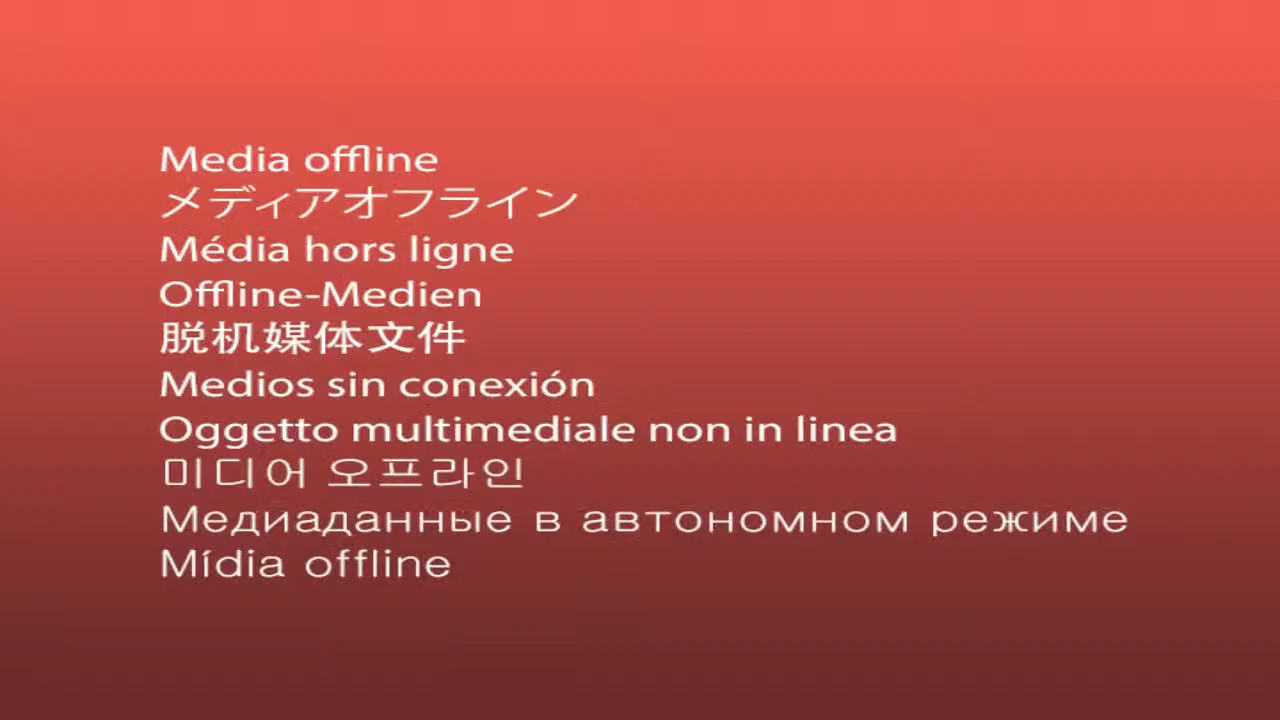 Media offline
メディアオフライン
Média hors ligne
Offline-Medien
脱机媒体文件
Medios sin conexión
Oggetto multimediale non in linea
미디어 오프라인
Медиаданные в автономном режиме
Mídia offline